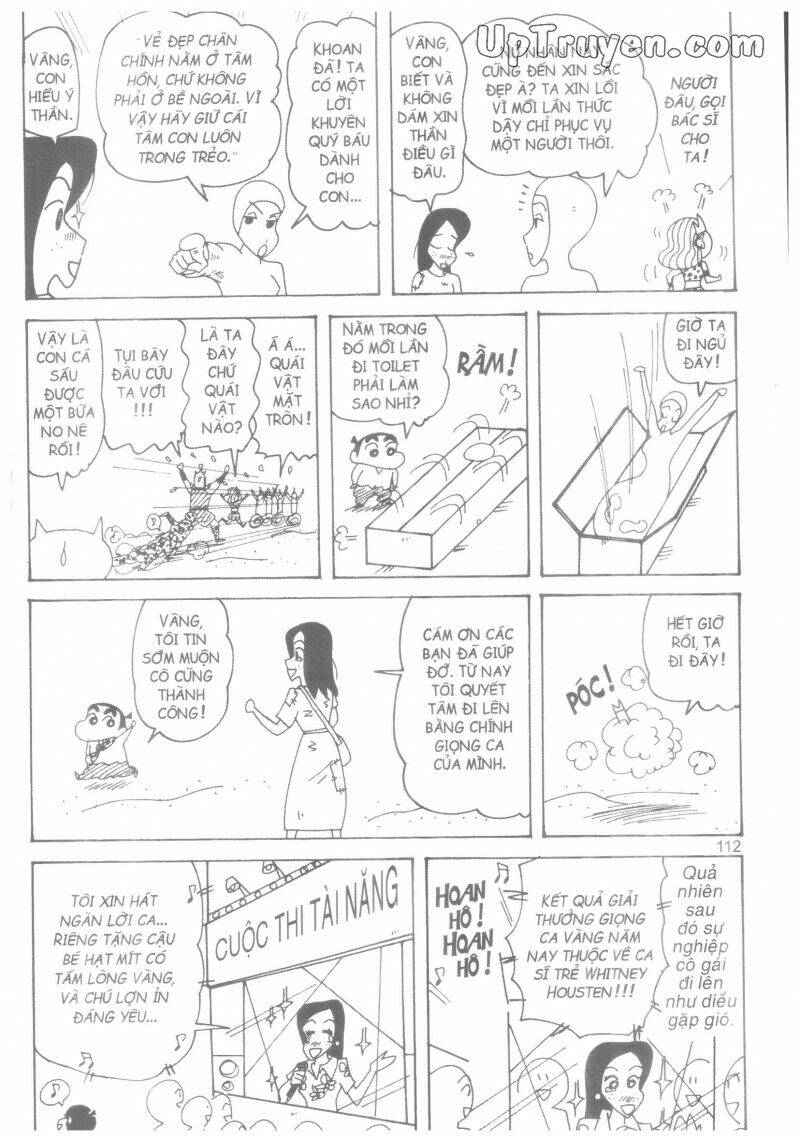 UpTruyen.com
NGƯỜI
ĐÂU, GỌI
BÁC SĨ
CHO
TA!
NỮ NHÂN NÀY
CŨNG ĐẾN XIN SẮC
ĐẸP À? TA XIN LỖI
VÌ MỖI LẦN THỨC
DẬY CHỈ PHỤC VỤ
MỘT NGƯỜI THÔI.
VÂNG,
CON
BIẾT VÀ
KHÔNG
DÁM XIN
THẦN
ĐIỀU GÌ
ĐÂU.
KHOAN
ĐÃ! TA
CÓ MỘT
LỜI
KHUYÊN
QUÝ BÁU
DÀNH
CHO
CON...
"VẺ ĐẸP CHÂN
CHÍNH NẰM Ở TÂM
HỒN, CHỨ KHÔNG
PHẢI Ở BỀ NGOÀI. VÌ
VẬY HÃY GIỮ CÁI
TÂM CON LUÔN
TRONG TRẺO."
VÂNG,
CON
HIỂU Ý
THẦN.
GIỜ TA
ĐI NGỦ
ĐÂY!
RẦM!
NẰM TRONG
ĐÓ MỖI LẦN
ĐI TOILET
PHẢI LÀM
SAO NHỈ?
Á Á...
QUÁI
VẬT
MẶT
TRÒN!
LÀ TA
ĐÂY
CHỨ
QUÁI
VẬT
NÀO?
TỤI BÂY
ĐÂU CỨU
TA VỚI
!!!
VẬY LÀ
CON CÁ
SẤU
ĐƯỢC
MỘT BỮA
NO NÊ
RỒI!
HẾT GIỜ
RỒI, TA
ĐI ĐÂY!
PÓC!
CÁM ƠN CÁC
BẠN ĐÃ GIÚP
ĐỠ. TỪ NAY
TÔI QUYẾT
TÂM ĐI LÊN
BẰNG CHÍNH
GIỌNG CA
CỦA MÌNH.
VÂNG,
TÔI TIN
SỚM MUỘN
CÔ CŨNG
THÀNH
CÔNG!
112
Quả
nhiên
sau
đó sự
nghiệp
cô gái
đi lên
như diều
gặp gió.
KẾT QUẢ GIẢI
THƯỞNG GIỌNG
CA VÀNG NĂM
NAY THUỘC VỀ CA
SĨ TRẺ WHITNEY
HOUSTEN!!!
HOAN
HÔ!
HOAN
HÔ!
CUỘC THI TÀI NĂNG
TÔI XIN HÁT
NGÀN LỜI CA...
RIÊNG TẶNG CẬU
BÉ HẠT MÍT CÓ
TẤM LÒNG VÀNG,
VÀ CHÚ LỢN ỈN
ĐÁNG YÊU...